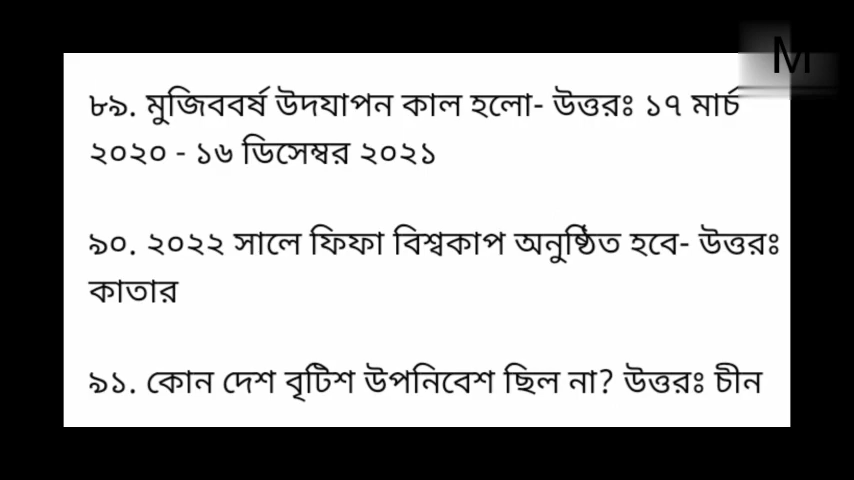 M
৮৯. মুজিববর্ষ উদযাপন কাল হলো- উত্তরঃ ১৭ মার্চ
২০২০ - ১৬ ডিসেম্বর ২০২১
৯০. ২০২২ সালে ফিফা বিশ্বকাপ অনুষ্ঠিত হবে- উত্তরঃ
কাতার
৯১. কোন দেশ বৃটিশ উপনিবেশ ছিল না? উত্তরঃ চীন